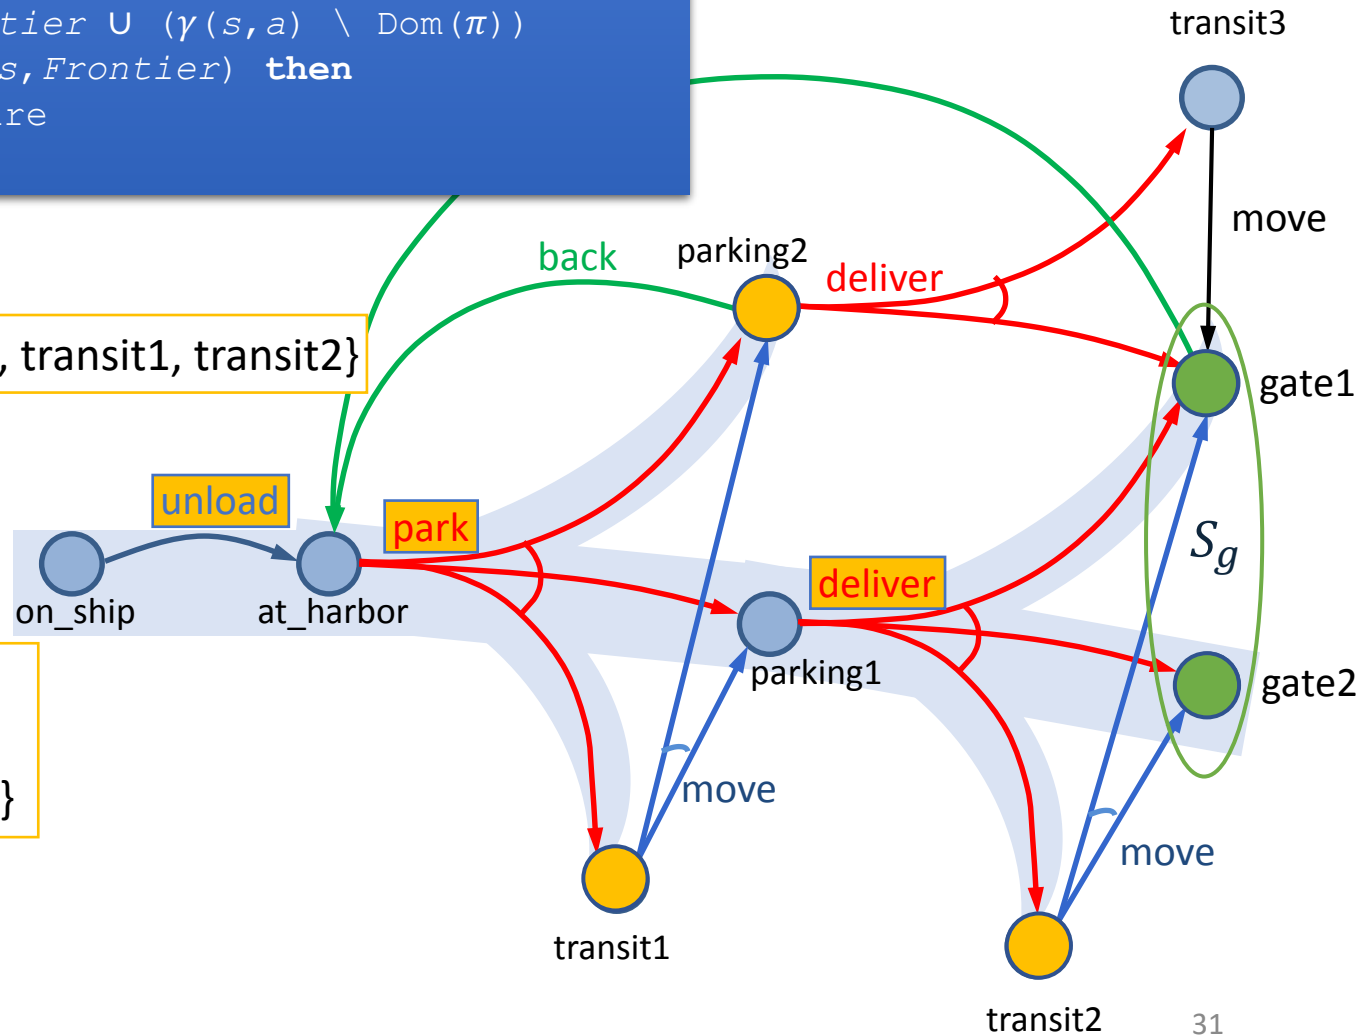 tier ∪ (γ(s,a) \ Dom(π))
s,Frontier) then
re
transit3
move
back
parking2
deliver
, transit1, transit2}
gate1
unload
park
S_g
deliver
on_ship
at_harbor
parking1
gate2
}
move
move
transit1
transit2
31